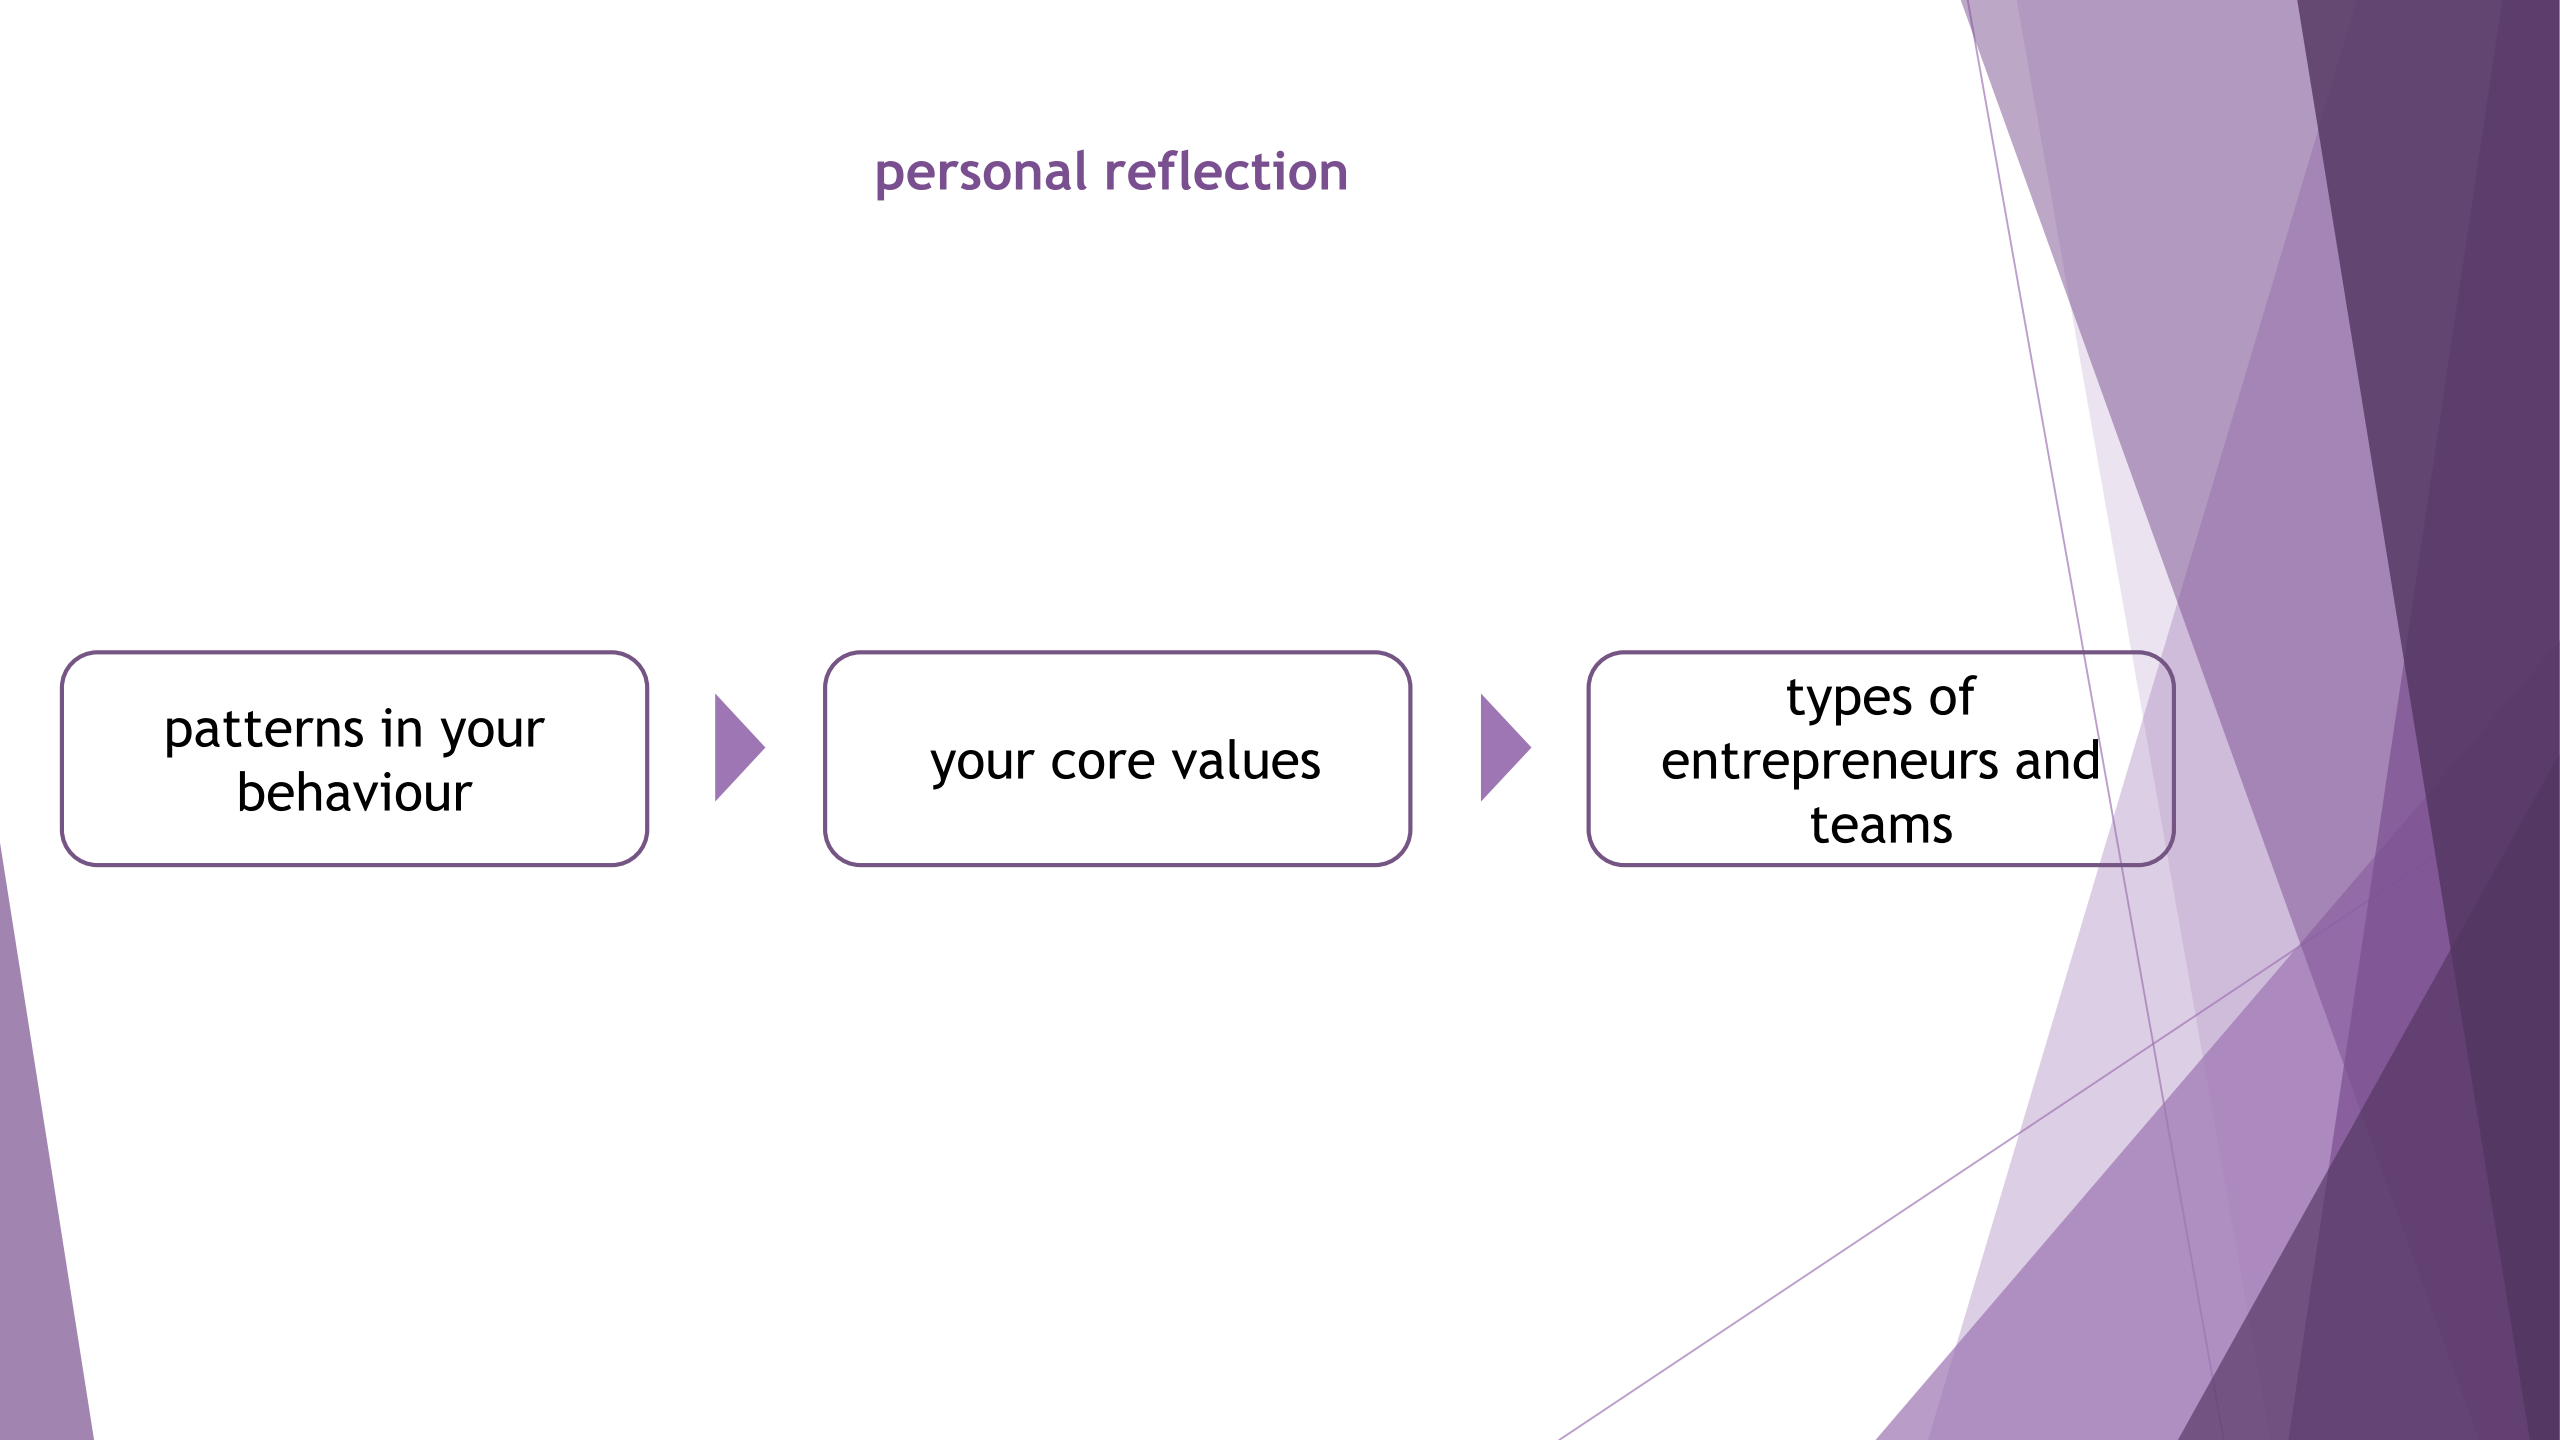 personal reflection
patterns in your
behaviour
your core values
types of
entrepreneurs and
teams